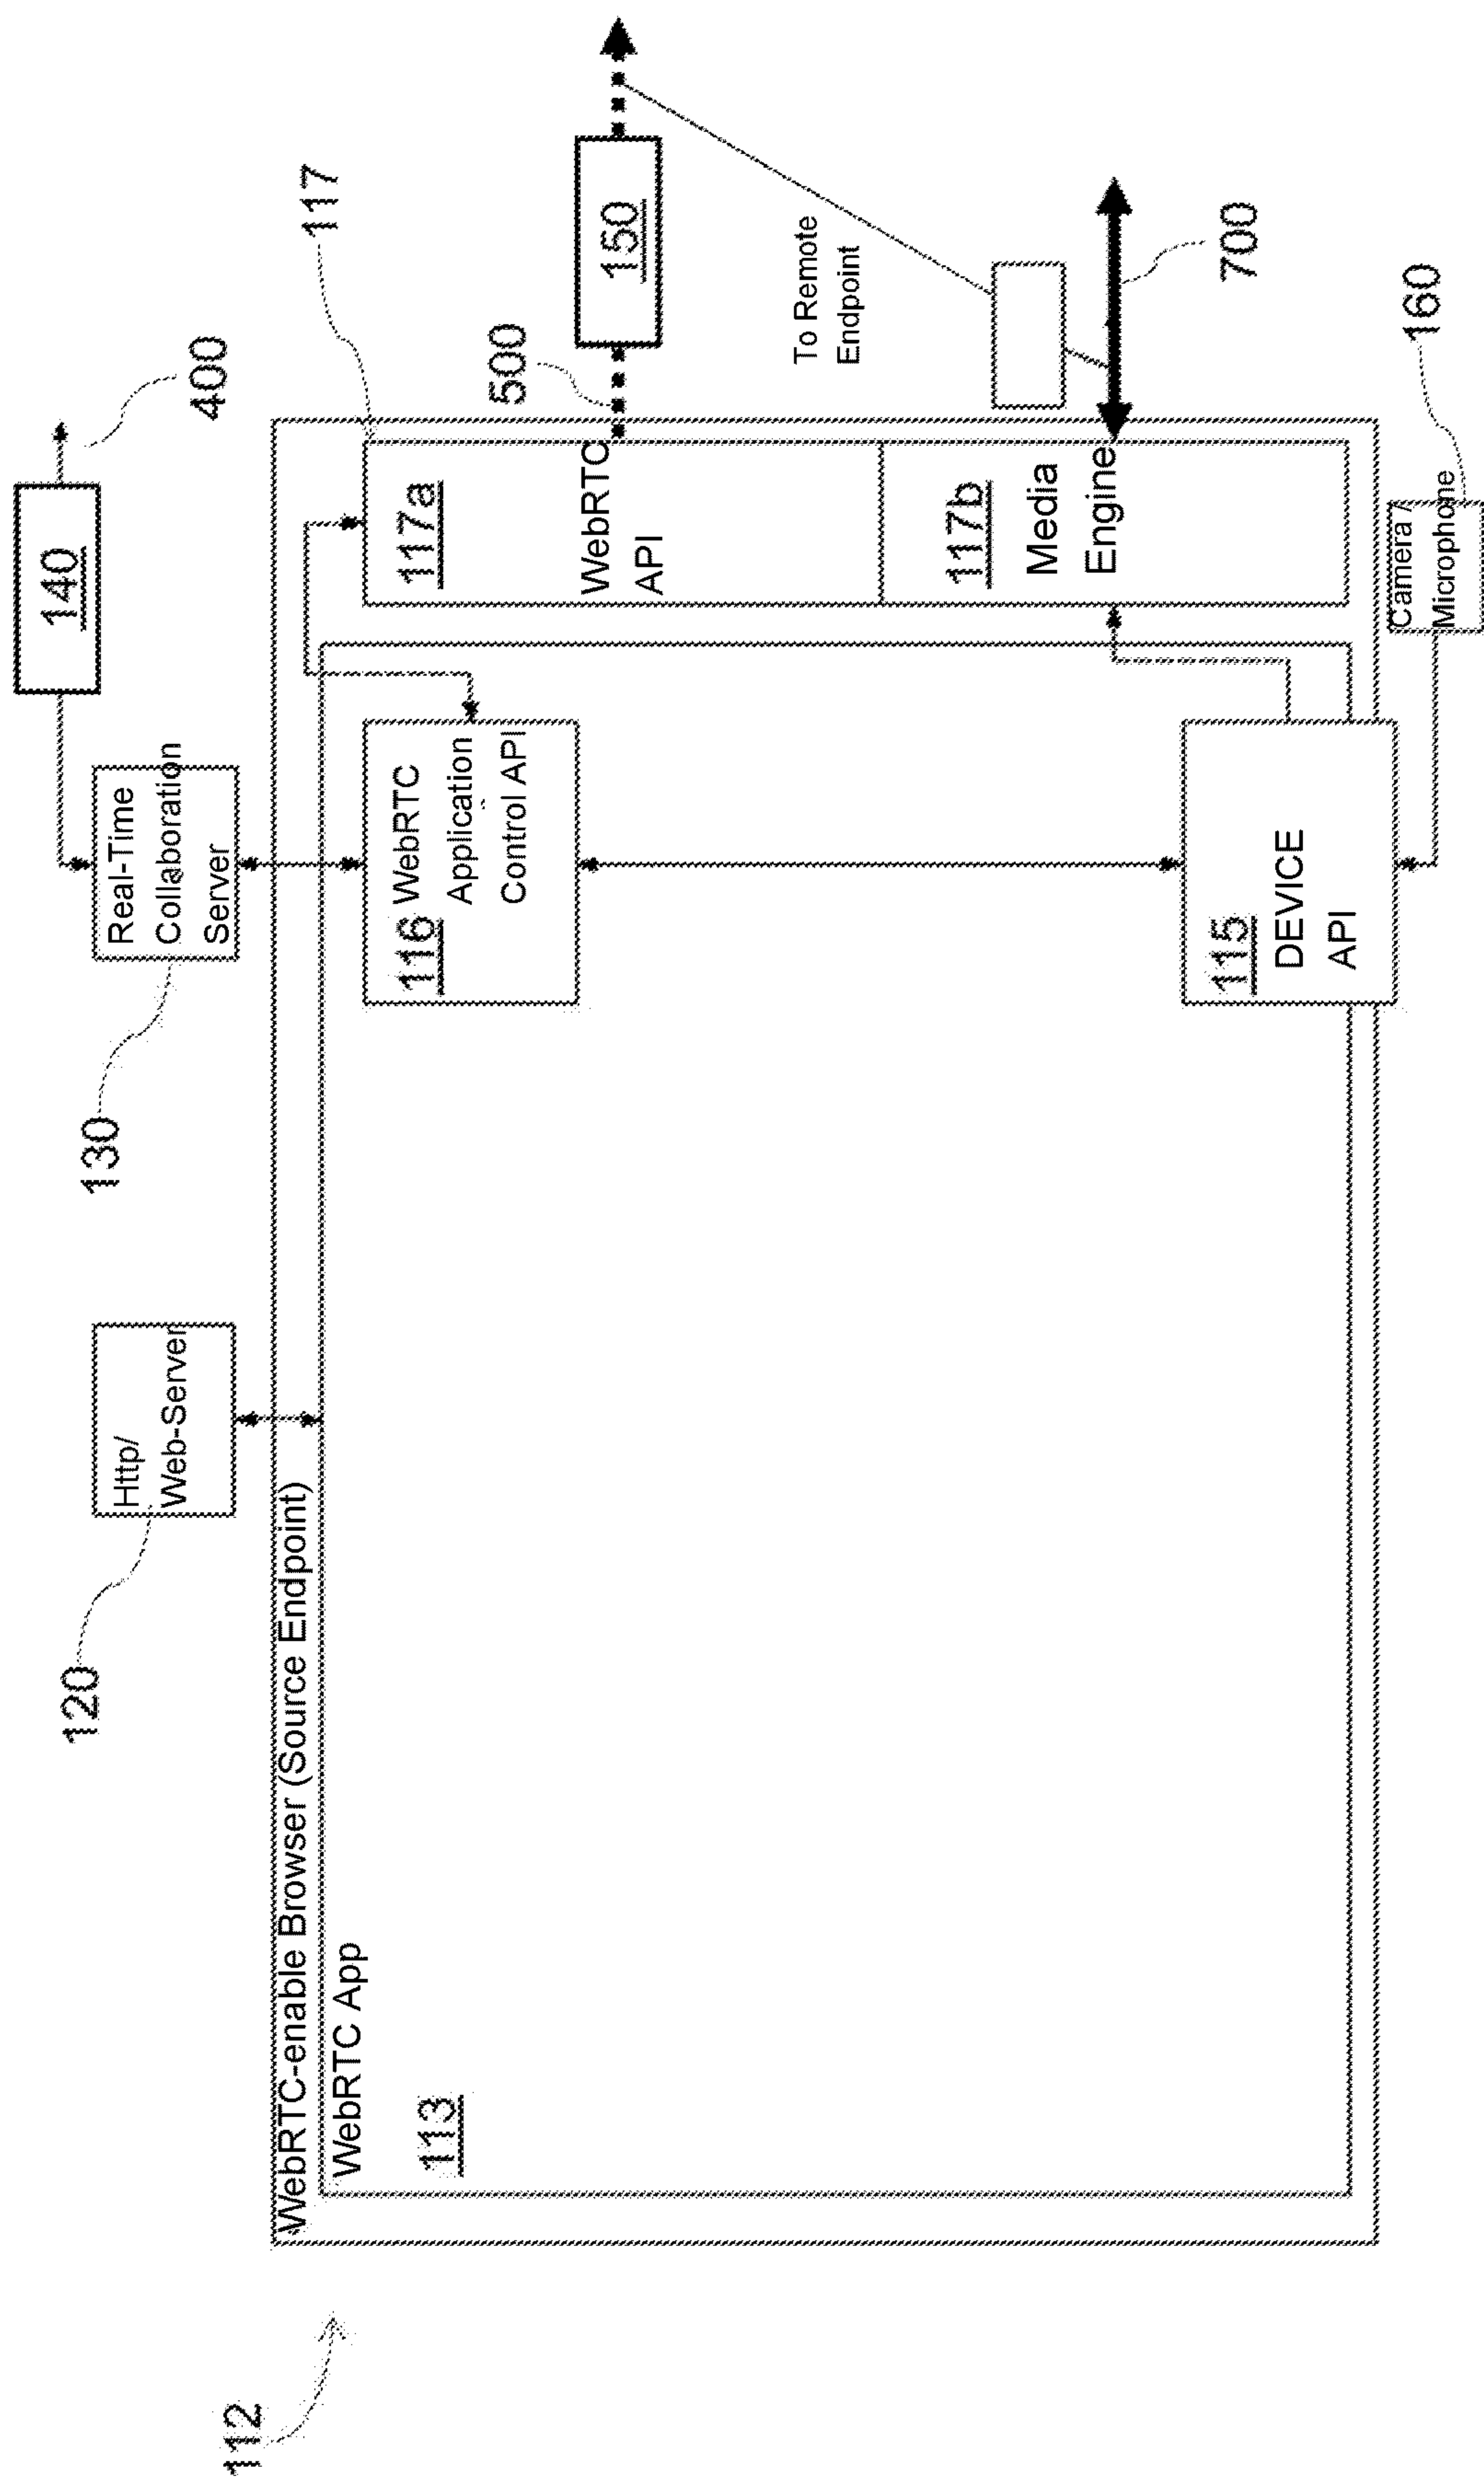 112
WebRTC-enable Browser (Source Endpoint)
WebRTC App
113
120
Http/
Web-Server
130
Real-Time
Collaboration
Server
140
400
116
WebRTC
Application
Control API
117
117a
WebRTC
API
117b
Media
Engine
500
150
To Remote
Endpoint
700
115
DEVICE
API
Camera /
Microphone
160